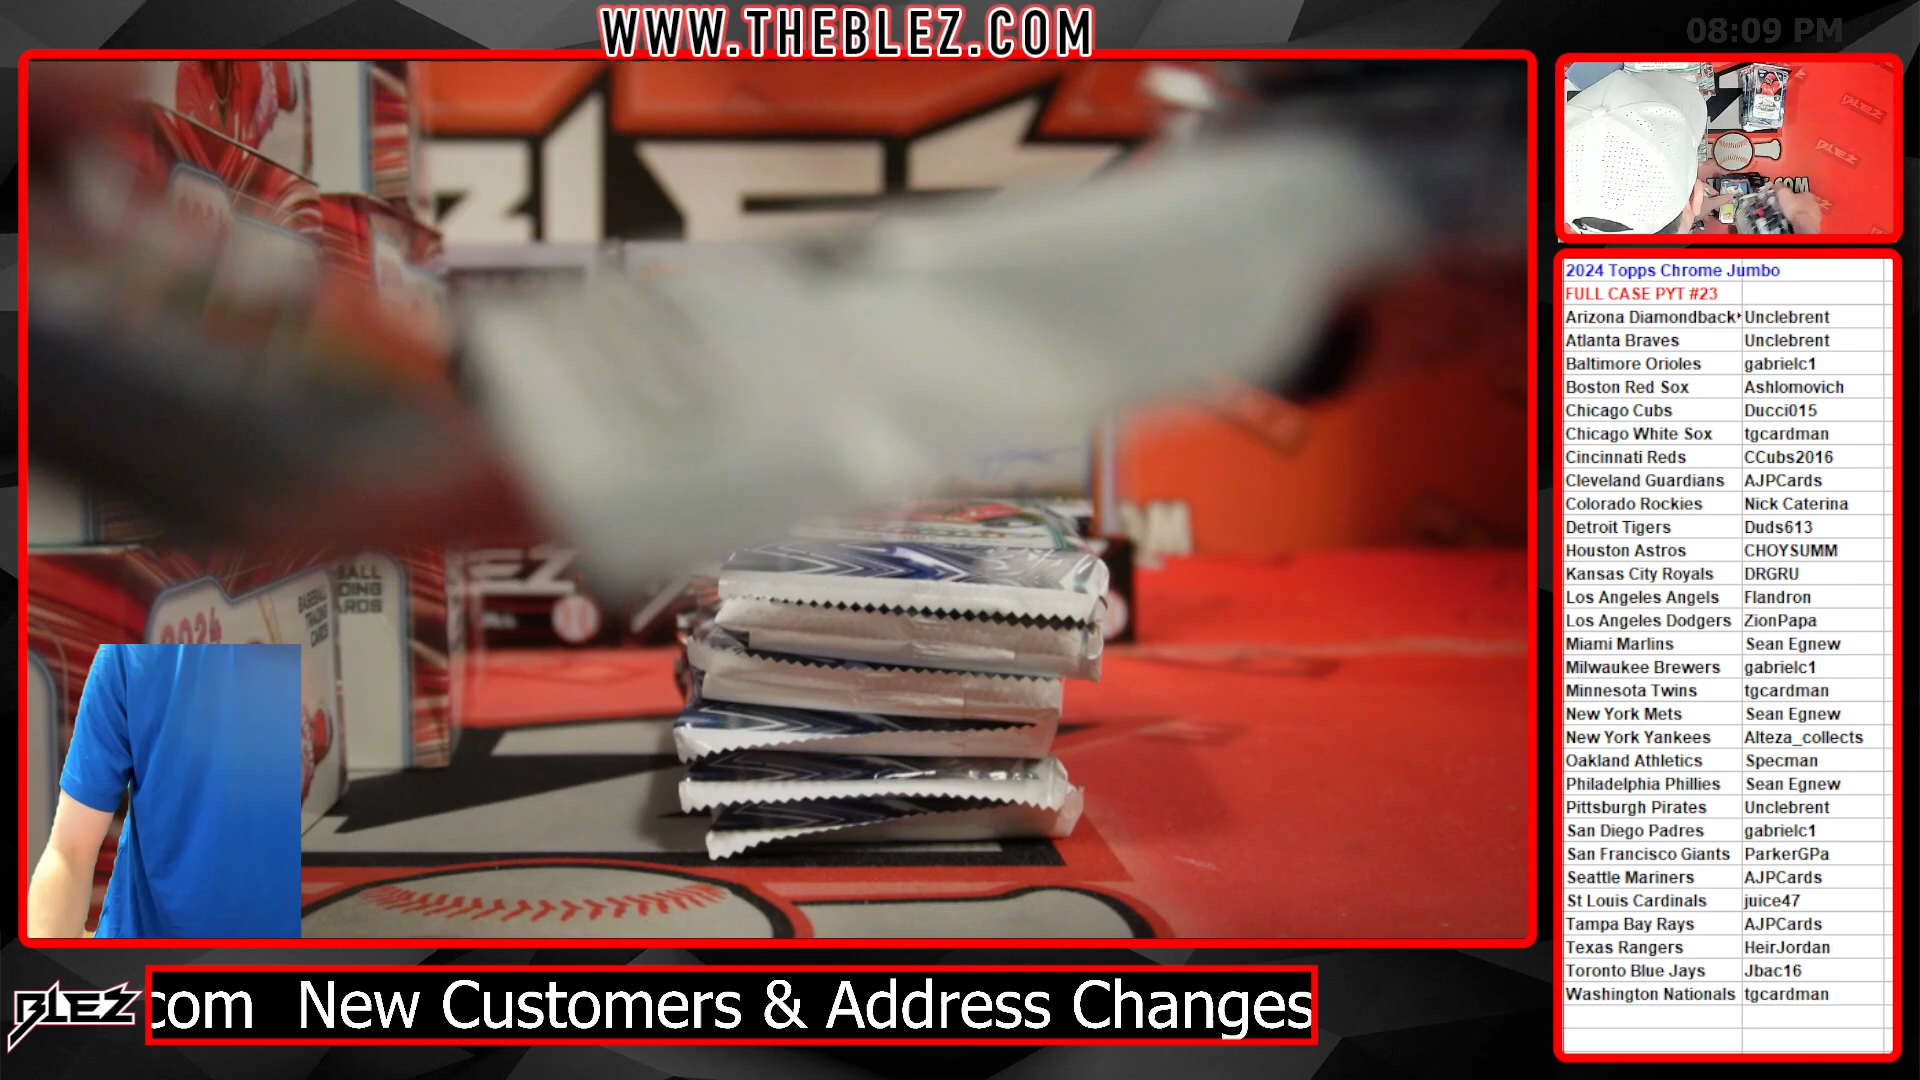 WWW.THEBLEZ.COM
08:09 PM
BLEZ
2024
BASEBALL
TRADING
CARDS
2024 Topps Chrome Jumbo
FULL CASE PYT #23
Arizona Diamondback Unclebrent
Atlanta Braves Unclebrent
Baltimore Orioles gabrielc1
Boston Red Sox Ashlomovich
Chicago Cubs Ducci015
Chicago White Sox tgcardman
Cincinnati Reds CCubs2016
Cleveland Guardians AJPCards
Colorado Rockies Nick Caterina
Detroit Tigers Duds613
Houston Astros CHOYSUMM
Kansas City Royals DRGRU
Los Angeles Angels Flandron
Los Angeles Dodgers ZionPapa
Miami Marlins Sean Egnew
Milwaukee Brewers gabrielc1
Minnesota Twins tgcardman
New York Mets Sean Egnew
New York Yankees Alteza_collects
Oakland Athletics Specman
Philadelphia Phillies Sean Egnew
Pittsburgh Pirates Unclebrent
San Diego Padres gabrielc1
San Francisco Giants ParkerGPa
Seattle Mariners AJPCards
St Louis Cardinals juice47
Tampa Bay Rays AJPCards
Texas Rangers HeirJordan
Toronto Blue Jays Jbac16
Washington Nationals tgcardman
BLEZ
com New Customers & Address Changes